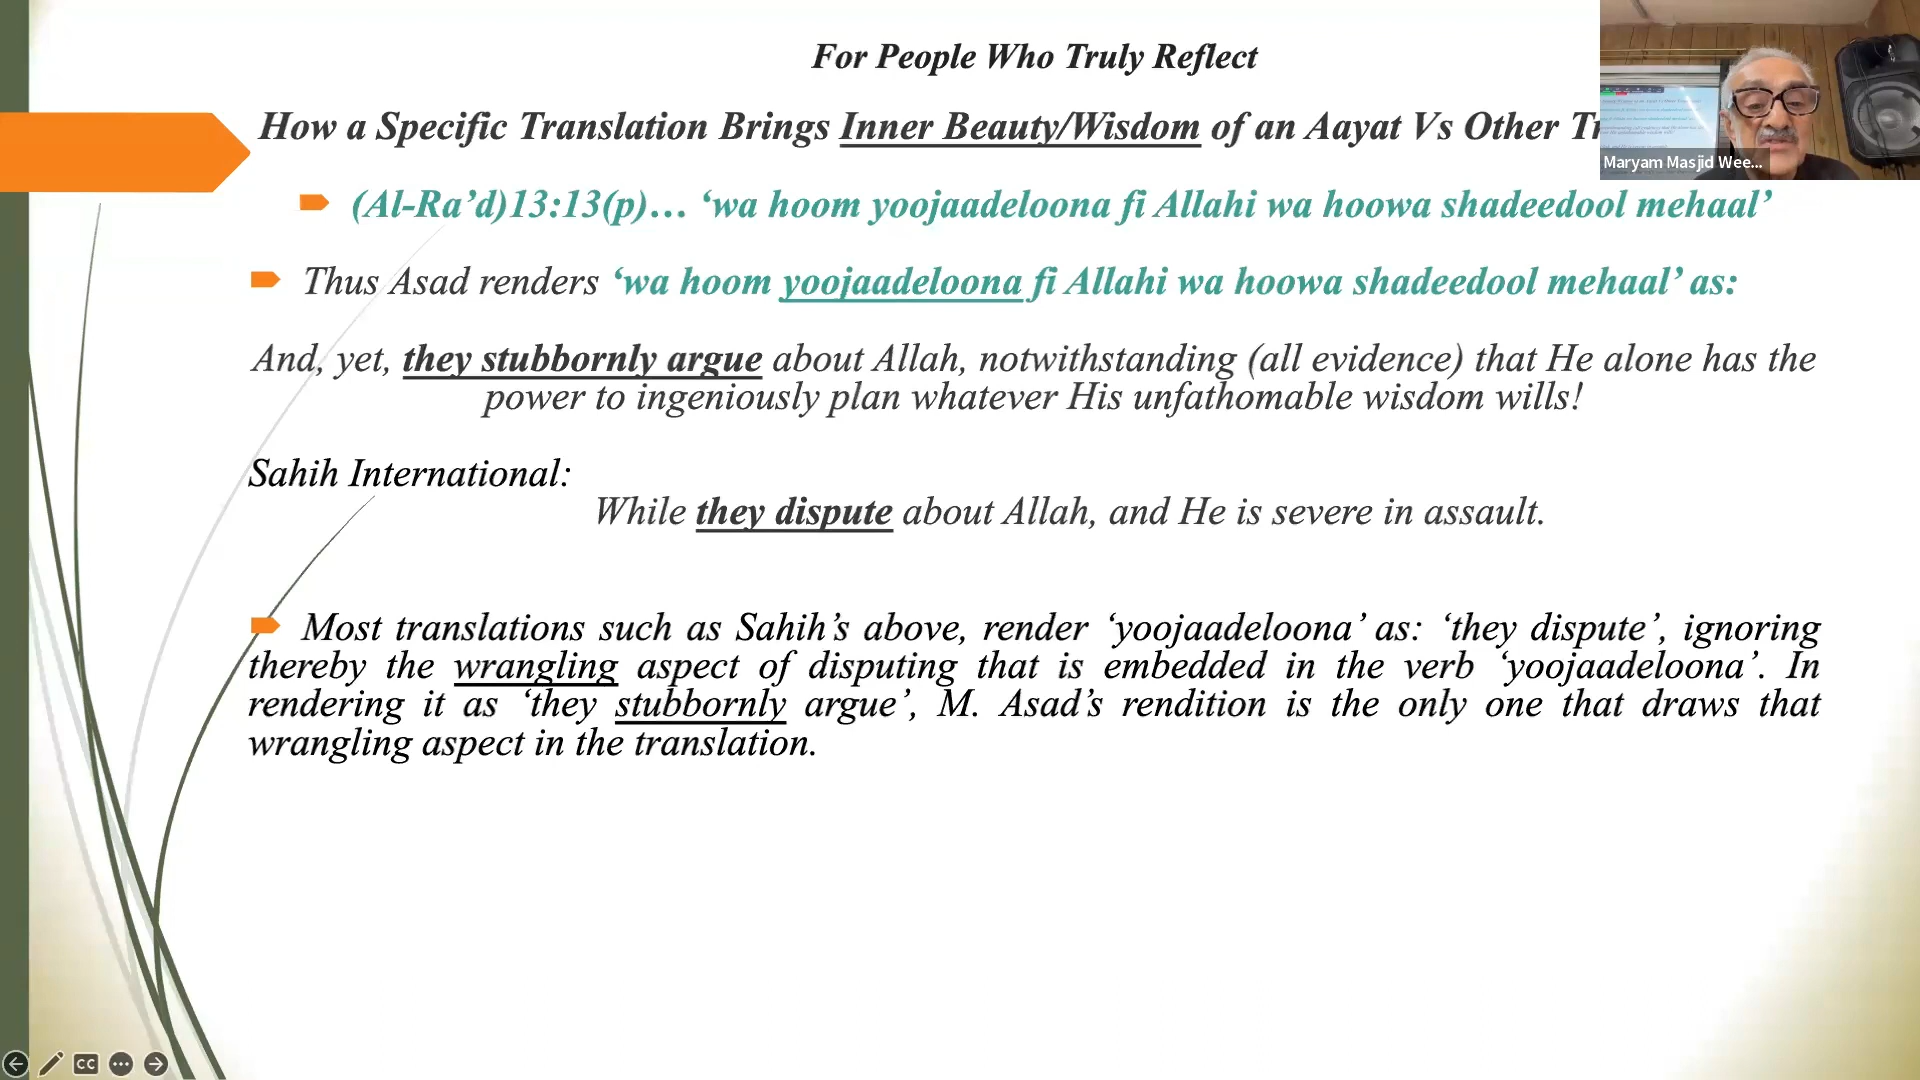 For People Who Truly Reflect
How a Specific Translation Brings Inner Beauty/Wisdom of an Aayat Vs Other
Maryam Masjid Wee...
(Al-Ra’d)13:13(p)… ‘wa hoom yoojaadeloona fi Allahi wa hoowa shadeedool mehaal’
Thus Asad renders ‘wa hoom yoojaadeloona fi Allahi wa hoowa shadeedool mehaal’ as:
And, yet, they stubbornly argue about Allah, notwithstanding (all evidence) that He alone has the
power to ingeniously plan whatever His unfathomable wisdom wills!
Sahih International:
While they dispute about Allah, and He is severe in assault.
Most translations such as Sahih’s above, render ‘yoojaadeloona’ as: ‘they dispute’, ignoring
thereby the wrangling aspect of disputing that is embedded in the verb ‘yoojaadeloona’. In
rendering it as ‘they stubbornly argue’, M. Asad’s rendition is the only one that draws that
wrangling aspect in the translation.
CC